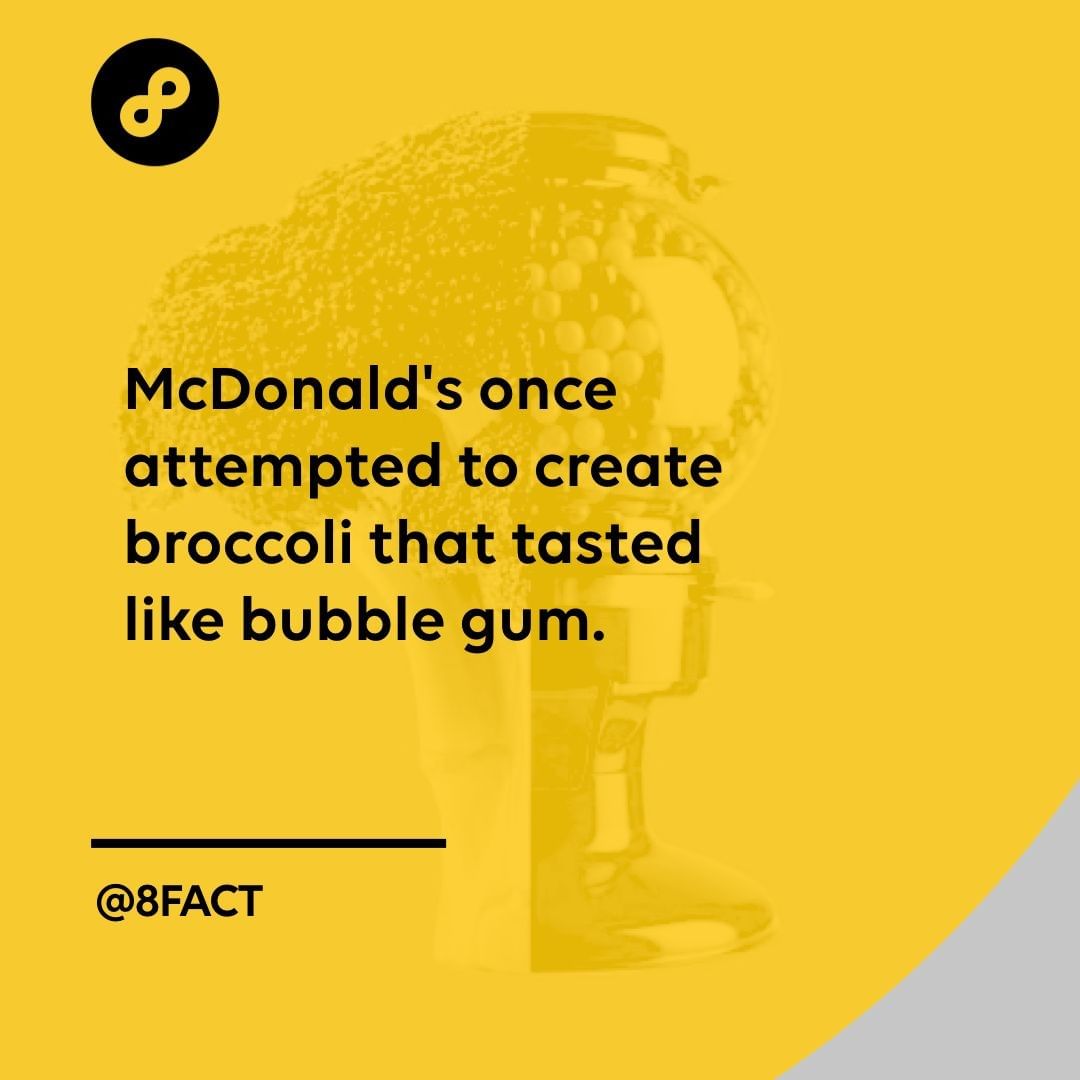 McDonald's once
attempted to create
broccoli that tasted
like bubble gum.
@8FACT